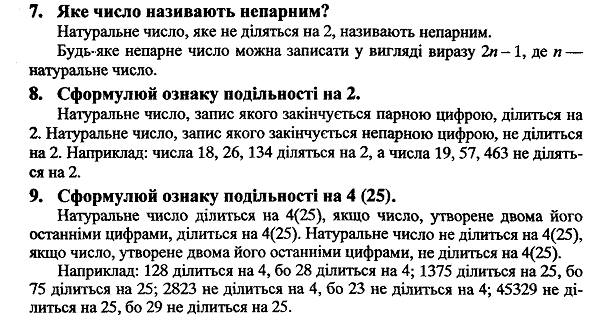 7. Яке число називають непарним?
Натуральне число, яке не діляться на 2, називають непарним.
Будь-яке непарне число можна записати у вигляді виразу 2n – 1, де n —
натуральне число.
8. Сформулюй ознаку подільності на 2.
Натуральне число, запис якого закінчується парною цифрою, ділиться на
2. Натуральне число, запис якого закінчується непарною цифрою, не ділиться
на 2. Наприклад: числа 18, 26, 134 діляться на 2, а числа 19, 57, 463 не ділять-
ся на 2.
9. Сформулюй ознаку подільності на 4 (25).
Натуральне число ділиться на 4(25), якщо число, утворене двома його
останніми цифрами, ділиться на 4(25). Натуральне число не ділиться на 4(25),
якщо число, утворене двома його останніми цифрами, не ділиться на 4(25).
Наприклад: 128 ділиться на 4, бо 28 ділиться на 4; 1375 ділиться на 25, бо
75 ділиться на 25; 2823 не ділиться на 4, бо 23 не ділиться на 4; 45329 не ді-
литься на 25, бо 29 не ділиться на 25.